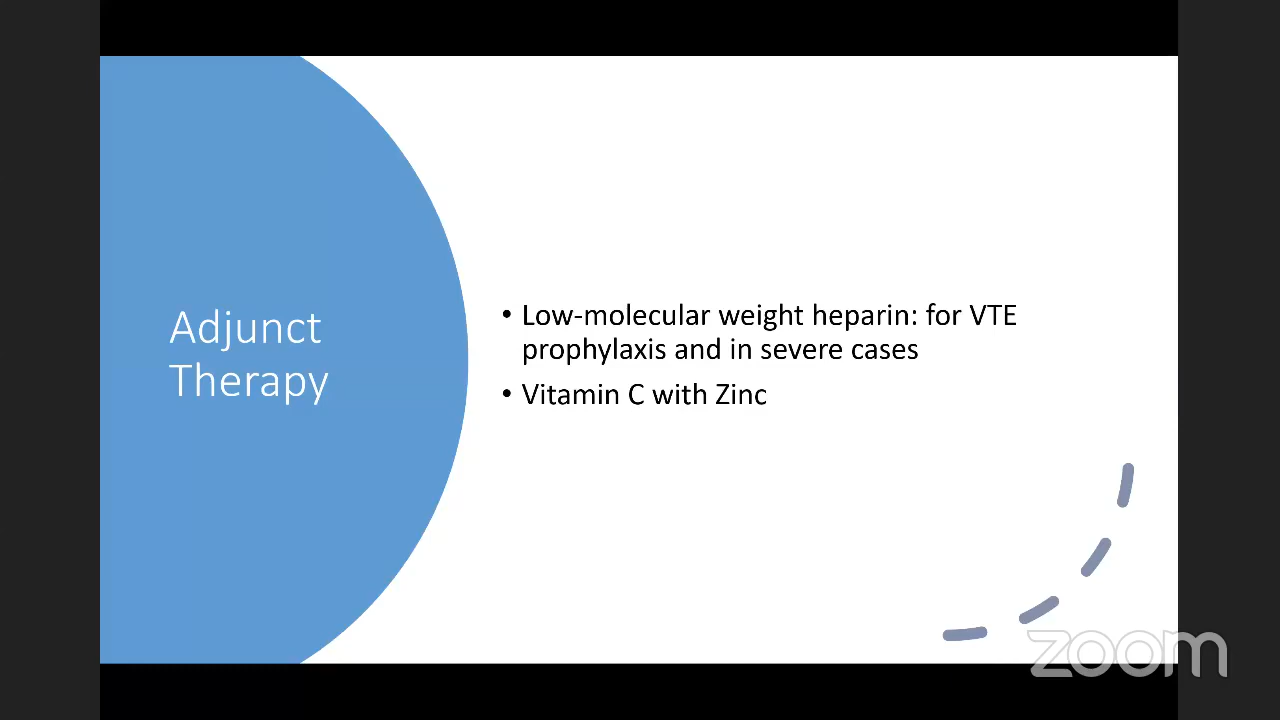 Adjunct
Therapy
• Low-molecular weight heparin: for VTE
prophylaxis and in severe cases
• Vitamin C with Zinc
zoom